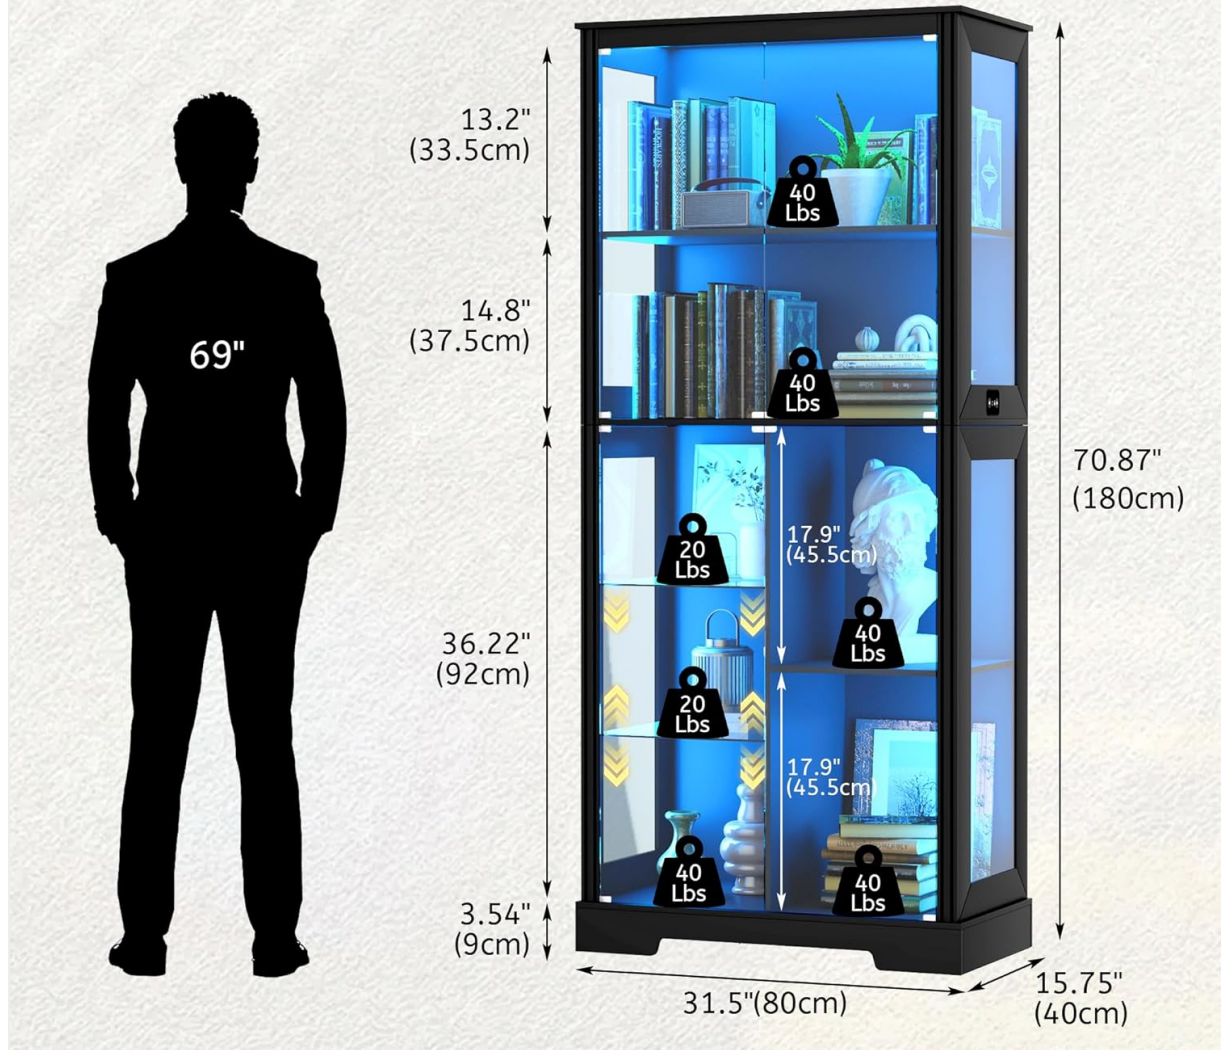 13.2"
(33.5cm)
40
Lbs
69"
14.8"
(37.5cm)
40
Lbs
70.87"
(180cm)
20
Lbs
17.9"
(45.5cm)
40
Lbs
36.22"
(92cm)
20
Lbs
17.9"
(45.5cm)
40
Lbs
40
Lbs
3.54"
(9cm)
31.5"(80cm)
15.75"
(40cm)